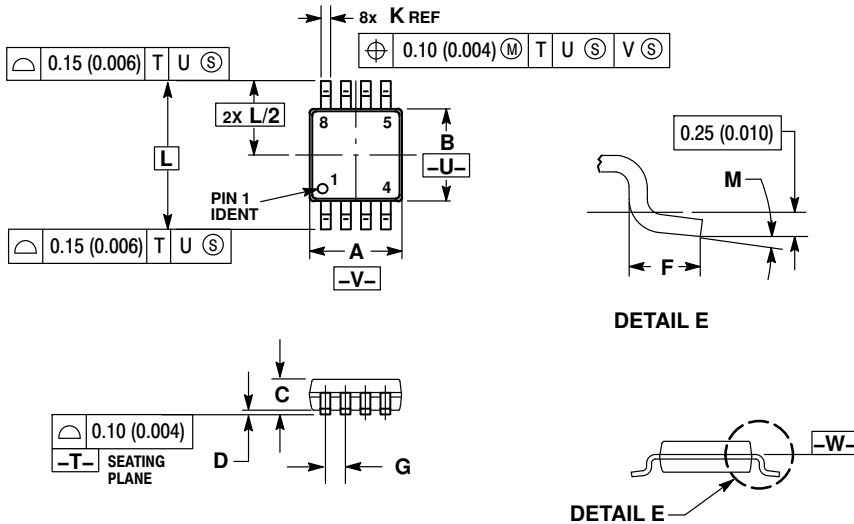 8x K REF
⌓ 0.15 (0.006) T U Ⓢ
⌖ 0.10 (0.004) Ⓜ T U Ⓢ V Ⓢ
2X L/2
8 5
B
–U–
L
PIN 1
IDENT
1
4
⌓ 0.15 (0.006) T U Ⓢ
A
–V–
0.25 (0.010)
M
F
DETAIL E
C
⌓ 0.10 (0.004)
–T– SEATING
PLANE
D
G
–W–
DETAIL E